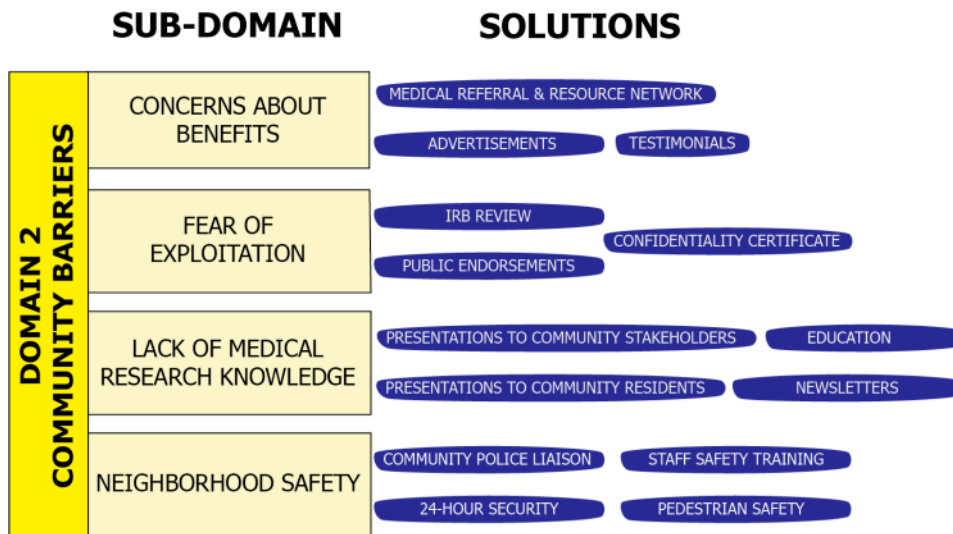 SUB-DOMAIN
SOLUTIONS
DOMAIN 2
COMMUNITY BARRIERS
CONCERNS ABOUT
BENEFITS
MEDICAL REFERRAL & RESOURCE NETWORK
ADVERTISEMENTS
TESTIMONIALS
FEAR OF
EXPLOITATION
IRB REVIEW
CONFIDENTIALITY CERTIFICATE
PUBLIC ENDORSEMENTS
LACK OF MEDICAL
RESEARCH KNOWLEDGE
PRESENTATIONS TO COMMUNITY STAKEHOLDERS
EDUCATION
PRESENTATIONS TO COMMUNITY RESIDENTS
NEWSLETTERS
NEIGHBORHOOD SAFETY
COMMUNITY POLICE LIAISON
STAFF SAFETY TRAINING
24-HOUR SECURITY
PEDESTRIAN SAFETY